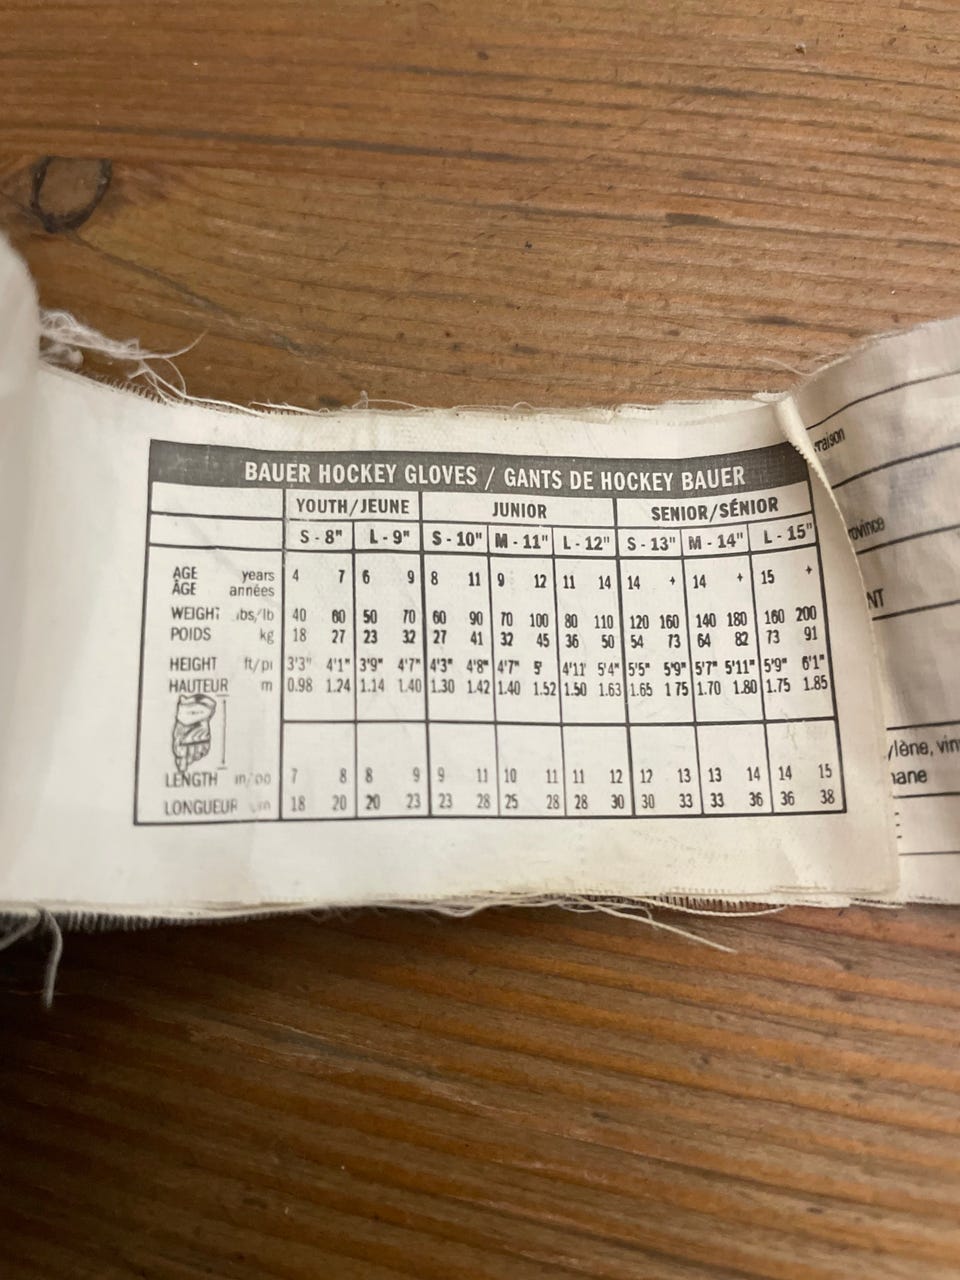 BAUER HOCKEY GLOVES / GANTS DE HOCKEY BAUER
YOUTH/JEUNE JUNIOR SENIOR/SÉNIOR
S - 8" L - 9" S - 10" M - 11" L - 12" S - 13" M - 14" L - 15"
AGE years 4 7 6 9 8 11 9 12 11 14 14 + 14 + 15 +
ÂGE années
WEIGHT lbs/lb 40 60 50 70 60 90 70 100 80 110 120 160 140 180 160 200
POIDS kg 18 27 23 32 27 41 32 45 36 50 54 73 64 82 73 91
HEIGHT ft/pi 3'3" 4'1" 3'9" 4'7" 4'3" 4'8" 4'7" 5' 4'11' 5'4" 5'5" 5'9" 5'7" 5'11" 5'9" 6'1"
HAUTEUR m 0.98 1.24 1.14 1.40 1.30 1.42 1.40 1.52 1.50 1.63 1.65 1 75 1.70 1.80 1.75 1.85
LENGTH in/po 7 8 8 9 9 11 10 11 11 12 12 13 13 14 14 15
LONGUEUR cm 18 20 20 23 23 28 25 28 28 30 30 33 33 36 36 38
raison
ovince
NT
ylène, vin
hane